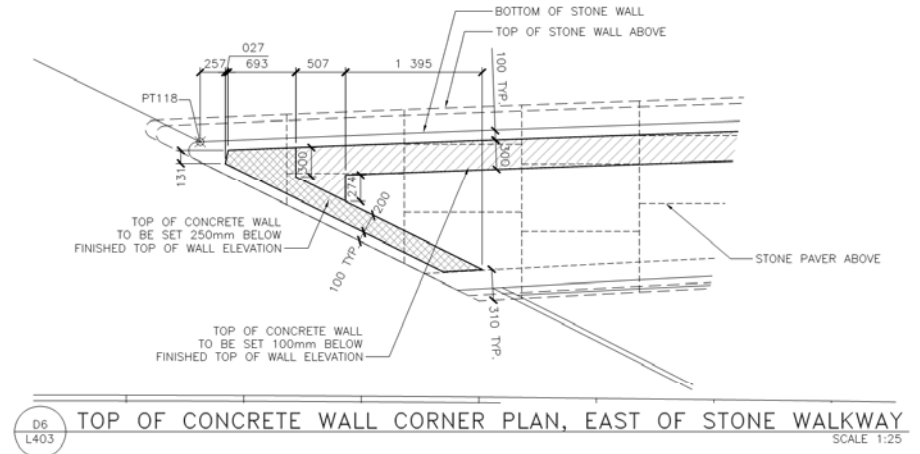 BOTTOM OF STONE WALL
TOP OF STONE WALL ABOVE
027
257 693 507 1 395
100 TYP.
PT118
131
300
300
274
200
TOP OF CONCRETE WALL
TO BE SET 250mm BELOW
FINISHED TOP OF WALL ELEVATION
100 TYP.
STONE PAVER ABOVE
310 TYP.
TOP OF CONCRETE WALL
TO BE SET 100mm BELOW
FINISHED TOP OF WALL ELEVATION
D6
L403
TOP OF CONCRETE WALL CORNER PLAN, EAST OF STONE WALKWAY
SCALE 1:25